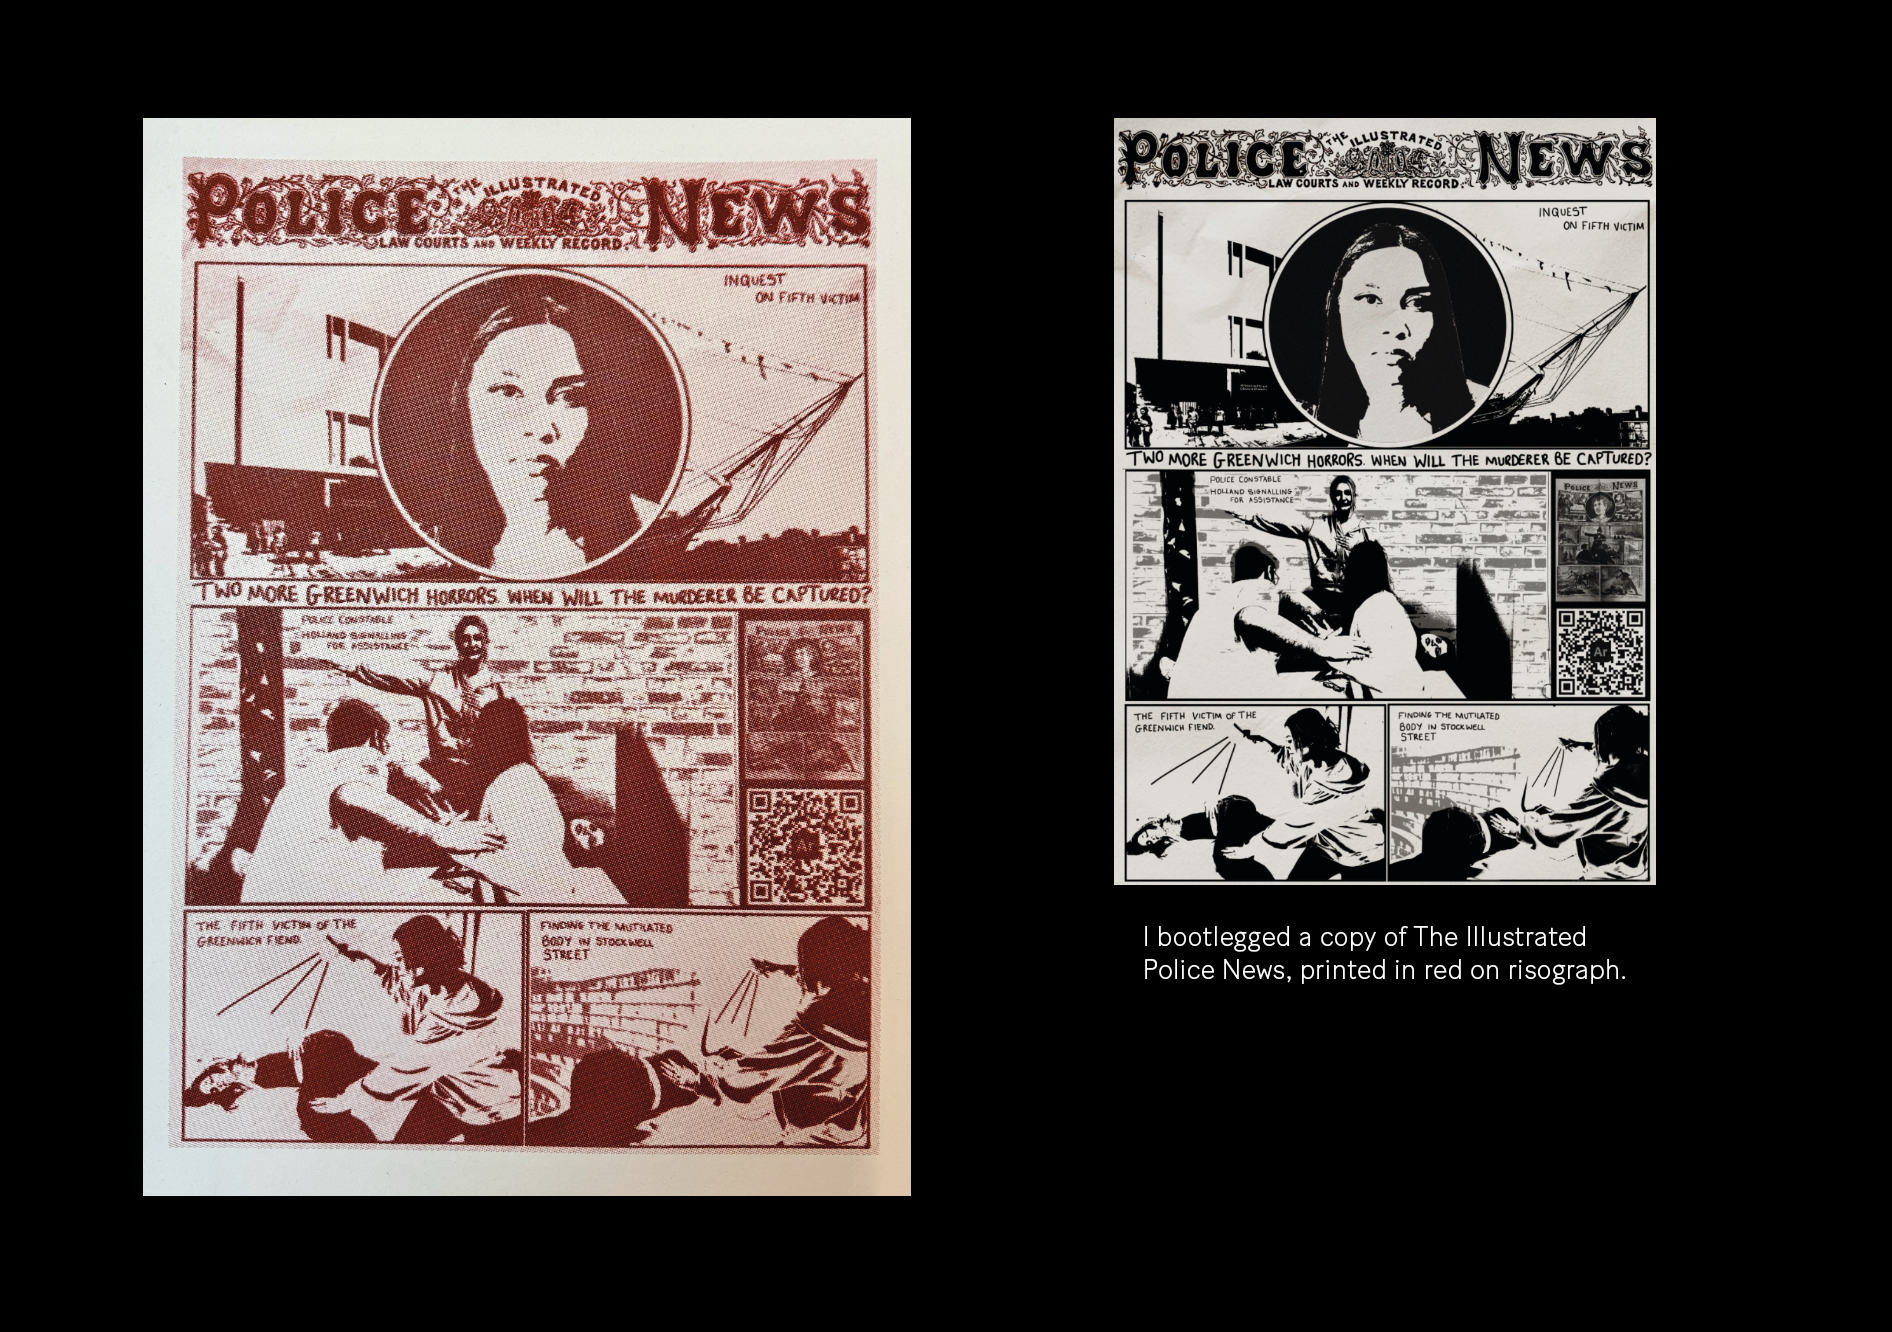 POLICE THE ILLUSTRATED NEWS
LAW COURTS AND WEEKLY RECORD.
INQUEST
ON FIFTH VICTIM
TWO MORE GREENWICH HORRORS. WHEN WILL THE MURDERER BE CAPTURED?
POLICE CONSTABLE
HOLLAND SIGNALLING
FOR ASSISTANCE
POLICE NEWS
Ar
THE FIFTH VICTIM OF THE
GREENWICH FIEND.
FINDING THE MUTILATED
BODY IN STOCKWELL
STREET
POLICE THE ILLUSTRATED NEWS
LAW COURTS AND WEEKLY RECORD.
INQUEST
ON FIFTH VICTIM
TWO MORE GREENWICH HORRORS. WHEN WILL THE MURDERER BE CAPTURED?
POLICE CONSTABLE
HOLLAND SIGNALLING
FOR ASSISTANCE
POLICE NEWS
Ar
THE FIFTH VICTIM OF THE
GREENWICH FIEND.
FINDING THE MUTILATED
BODY IN STOCKWELL
STREET
I bootlegged a copy of The Illustrated
Police News, printed in red on risograph.